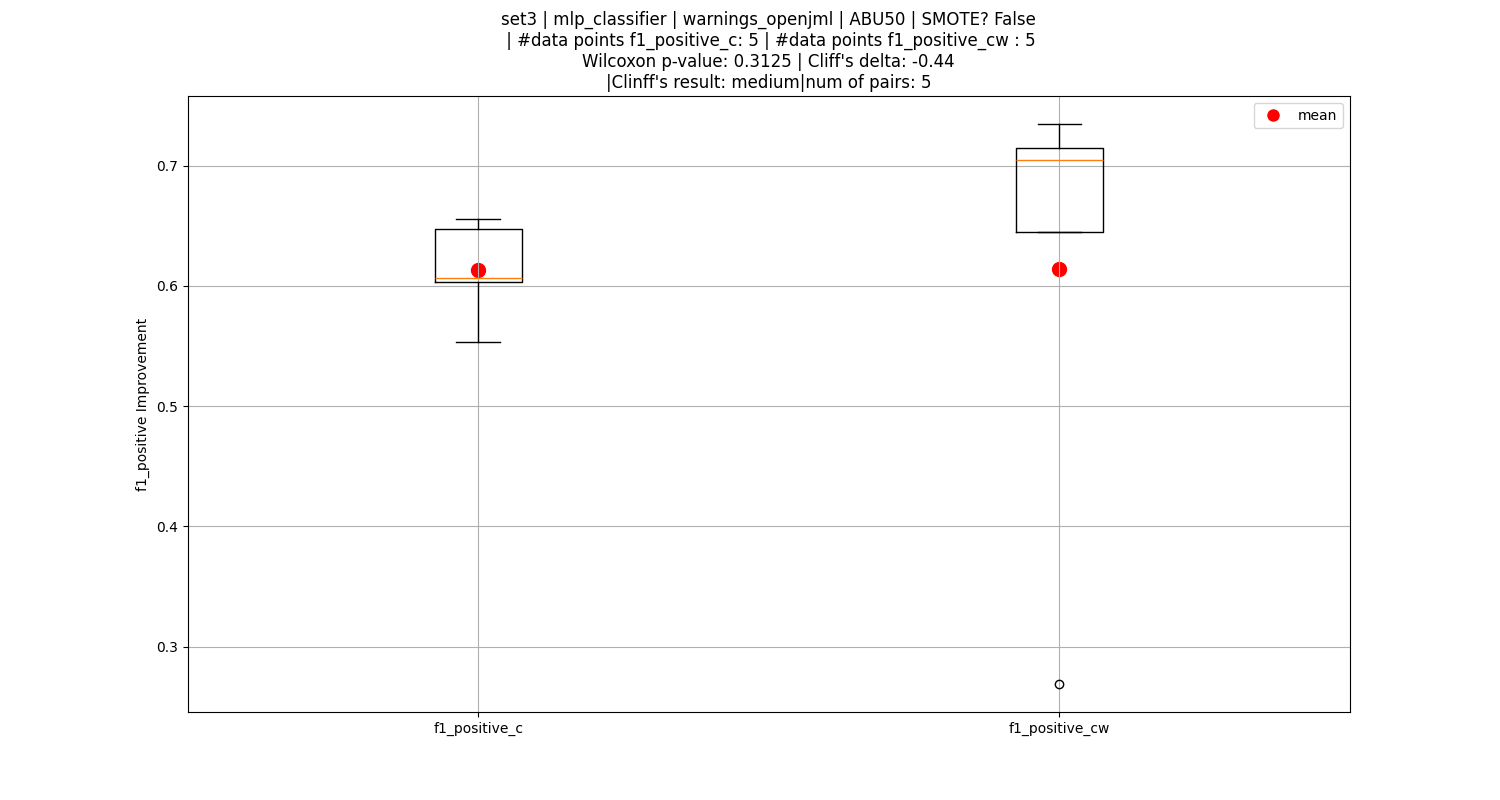 set3 | mlp_classifier | warnings_openjml | ABU50 | SMOTE? False
| #data points f1_positive_c: 5 | #data points f1_positive_cw : 5
Wilcoxon p-value: 0.3125 | Cliff's delta: -0.44
|Clinff's result: medium|num of pairs: 5
mean
0.7
0.6
0.5
0.4
0.3
f1_positive Improvement
f1_positive_c
f1_positive_cw